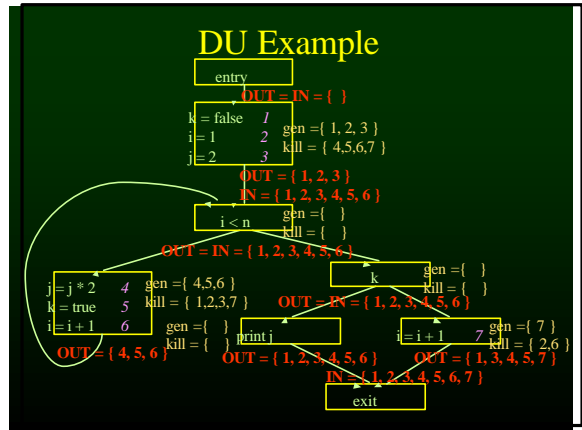 DU Example
entry
OUT = IN = { }
k = false 1
i = 1 2
j = 2 3
gen ={ 1, 2, 3 }
kill = { 4,5,6,7 }
OUT = { 1, 2, 3 }
IN = { 1, 2, 3, 4, 5, 6 }
i < n
gen ={ }
kill = { }
OUT = IN = { 1, 2, 3, 4, 5, 6 }
k
gen ={ }
kill = { }
j = j * 2 4
k = true 5
i = i + 1 6
gen ={ 4,5,6 }
kill = { 1,2,3,7 }
OUT = { 4, 5, 6 }
OUT = IN = { 1, 2, 3, 4, 5, 6 }
gen ={ }
kill = { }
print j
i = i + 1 7
gen ={ 7 }
kill = { 2,6 }
OUT = { 1, 2, 3, 4, 5, 6 }
OUT = { 1, 3, 4, 5, 7 }
IN = { 1, 2, 3, 4, 5, 6, 7 }
exit